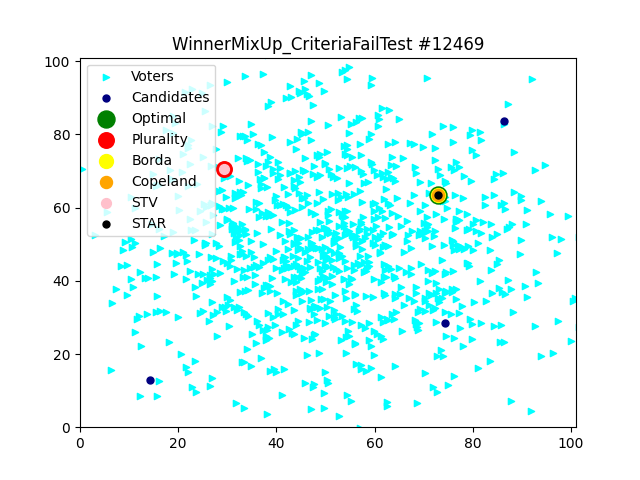 WinnerMixUp_CriteriaFailTest #12469
Voters
Candidates
Optimal
Plurality
Borda
Copeland
STV
STAR
100
80
60
40
20
0
0 20 40 60 80 100